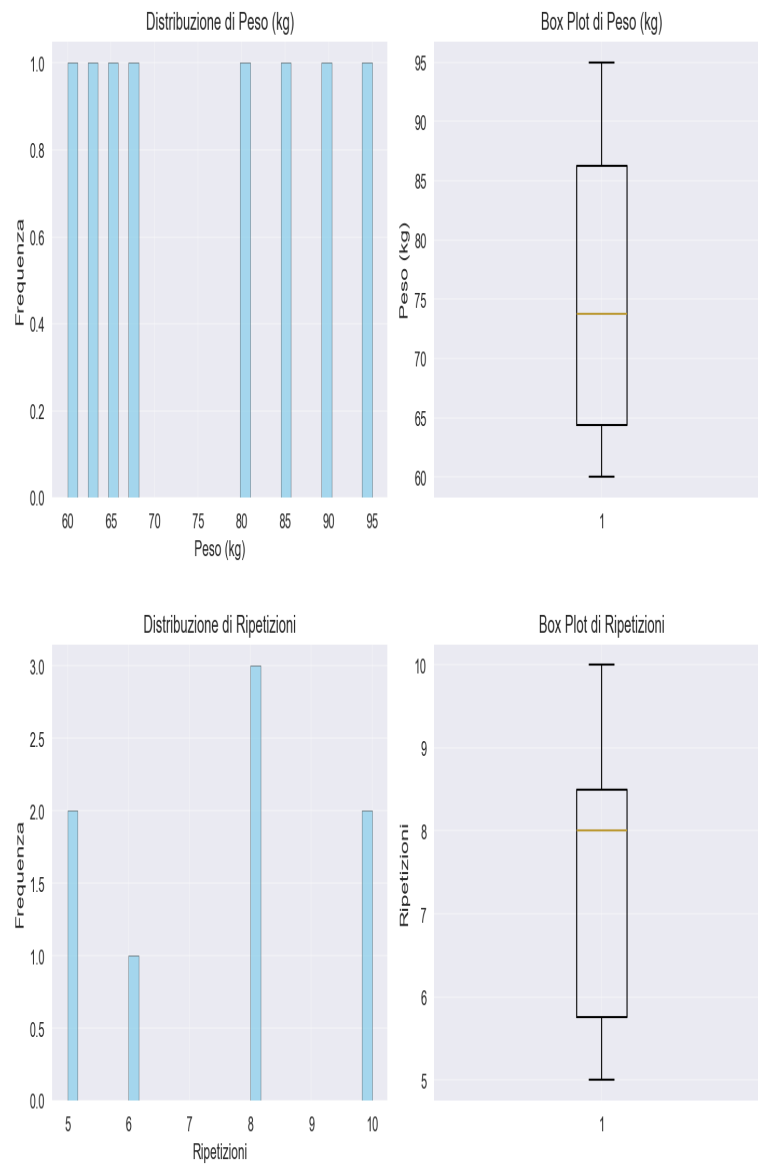 Distribuzione di Peso (kg)
1.0
0.8
0.6
0.4
0.2
0.0
Frequenza
60 65 70 75 80 85 90 95
Peso (kg)
Box Plot di Peso (kg)
95
90
85
80
75
70
65
60
Peso (kg)
1
Distribuzione di Ripetizioni
3.0
2.5
2.0
1.5
1.0
0.5
0.0
Frequenza
5 6 7 8 9 10
Ripetizioni
Box Plot di Ripetizioni
10
9
8
7
6
5
Ripetizioni
1